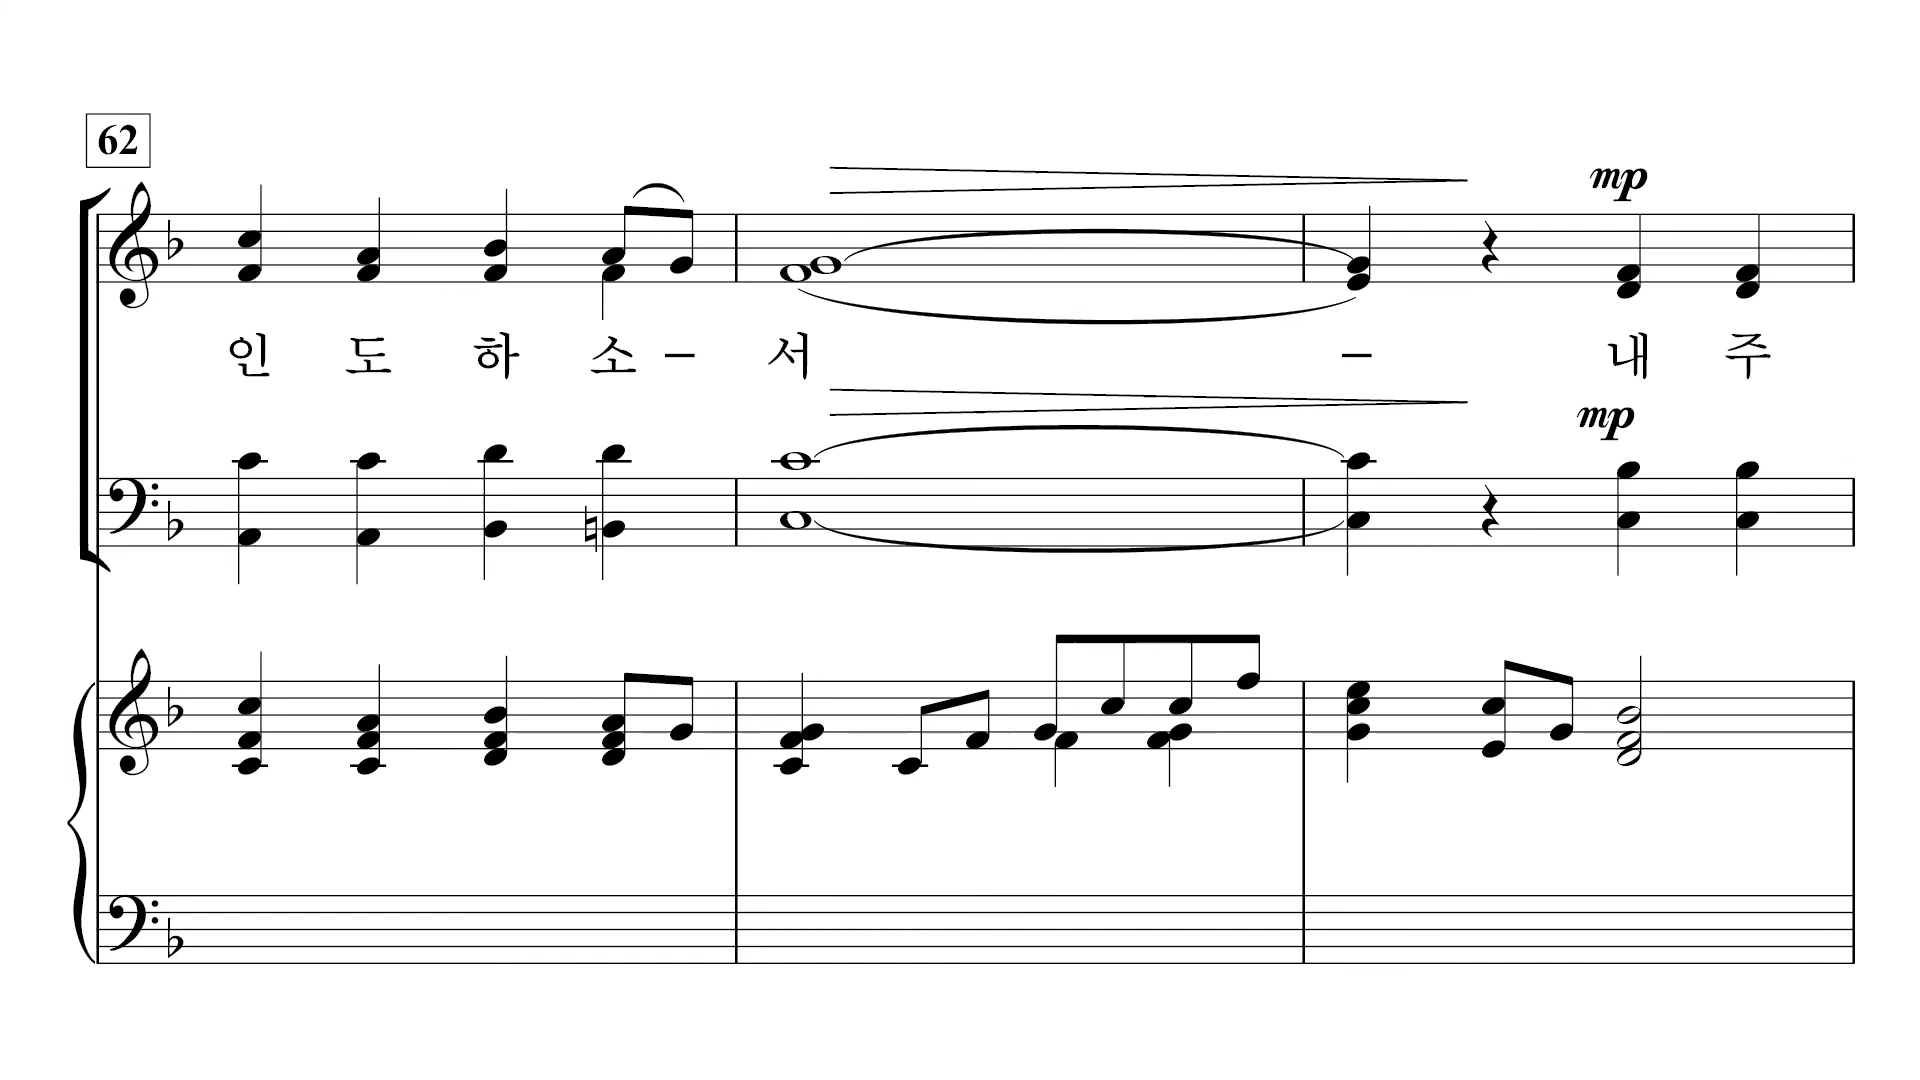 62
mp
인 도 하 소 – 서 – 내 주
mp